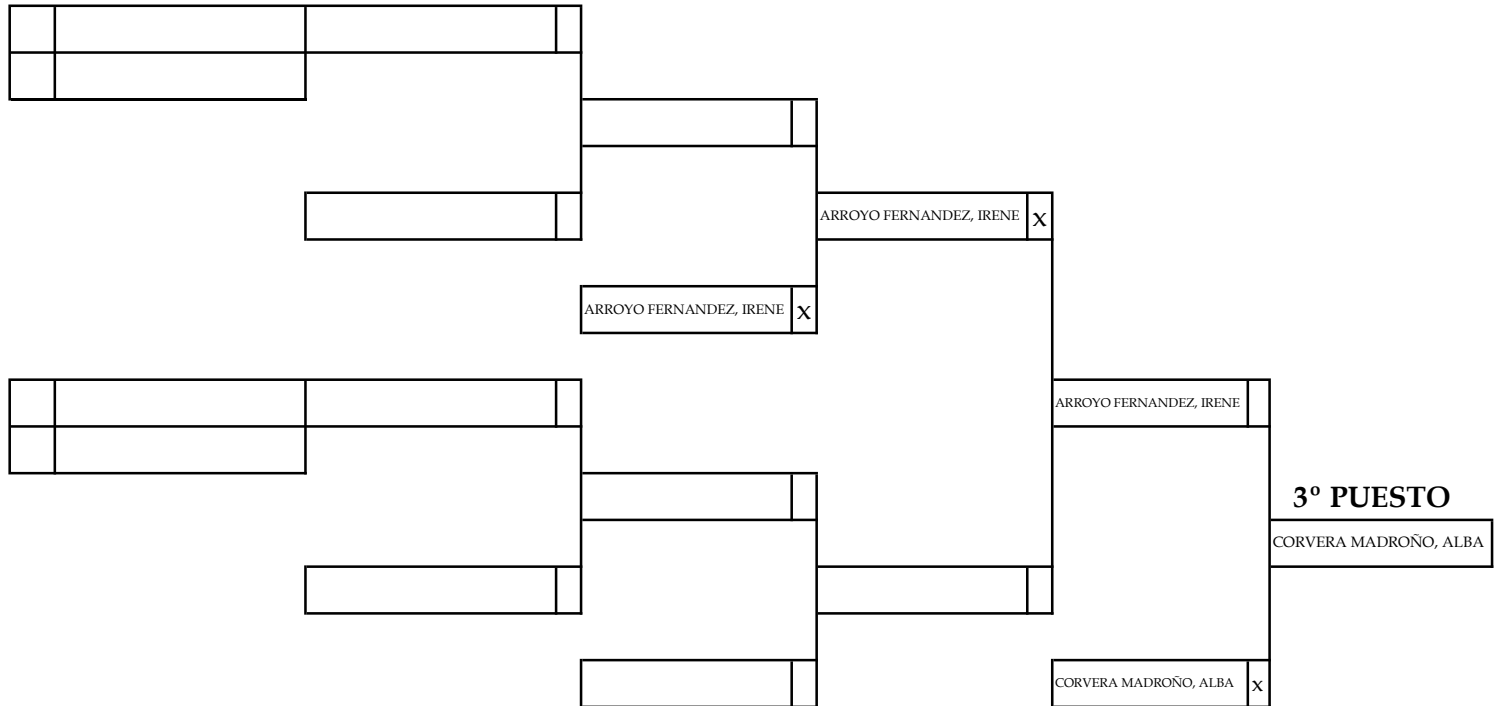 ARROYO FERNANDEZ, IRENE X
ARROYO FERNANDEZ, IRENE X
ARROYO FERNANDEZ, IRENE
3º PUESTO
CORVERA MADROÑO, ALBA
CORVERA MADROÑO, ALBA X